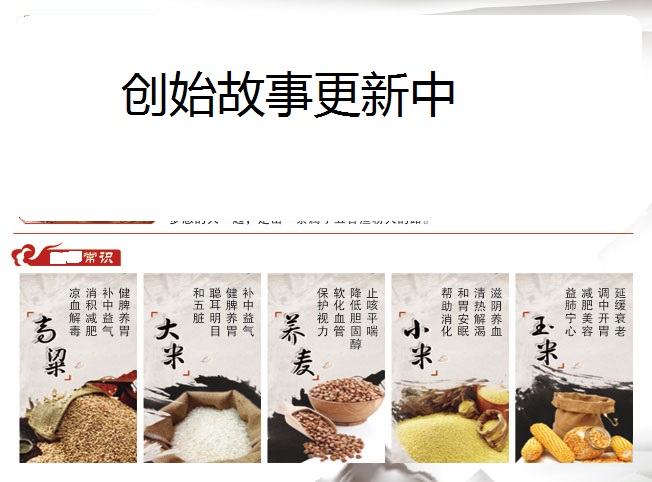 创始故事更新中
常识
健脾养胃
补中益气
消积减肥
凉血解毒
高粱
补中益气
健脾养胃
聪耳明目
和五脏
大米
止咳平喘
降低胆固醇
软化血管
保护视力
荞麦
滋阴养血
清热解渴
和胃安眠
帮助消化
小米
延缓衰老
调中开胃
减肥美容
益肺宁心
玉米